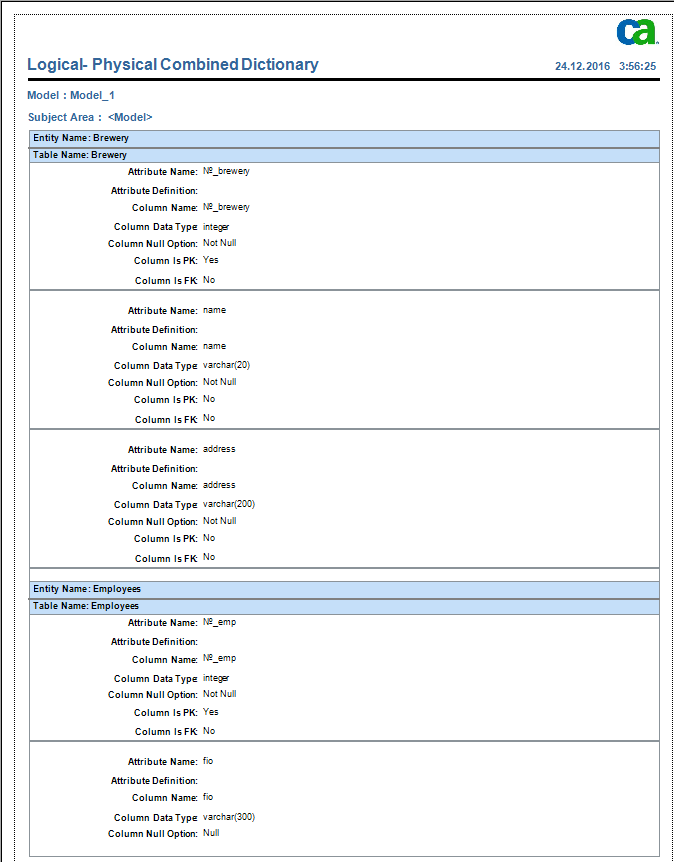 ca
Logical- Physical Combined Dictionary
24.12.2016 3:56:25
Model : Model_1
Subject Area : <Model>
Entity Name: Brewery
Table Name: Brewery
Attribute Name: №_brewery
Attribute Definition:
Column Name: №_brewery
Column Data Type: integer
Column Null Option: Not Null
Column Is PK: Yes
Column Is FK: No
Attribute Name: name
Attribute Definition:
Column Name: name
Column Data Type: varchar(20)
Column Null Option: Not Null
Column Is PK: No
Column Is FK: No
Attribute Name: address
Attribute Definition:
Column Name: address
Column Data Type: varchar(200)
Column Null Option: Not Null
Column Is PK: No
Column Is FK: No
Entity Name: Employees
Table Name: Employees
Attribute Name: №_emp
Attribute Definition:
Column Name: №_emp
Column Data Type: integer
Column Null Option: Not Null
Column Is PK: Yes
Column Is FK: No
Attribute Name: fio
Attribute Definition:
Column Name: fio
Column Data Type: varchar(300)
Column Null Option: Null